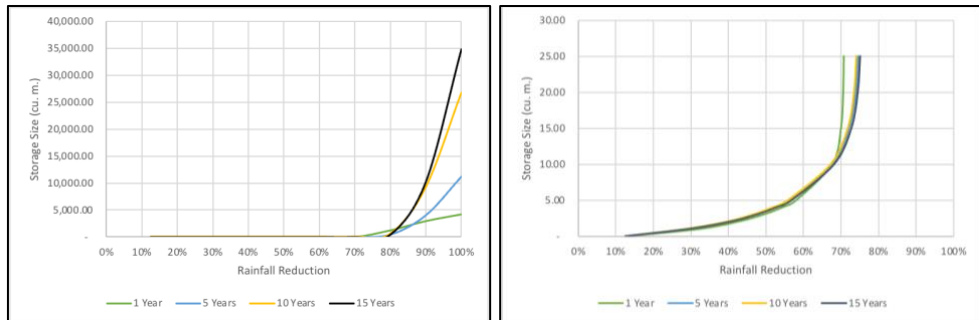 40,000.00
35,000.00
30,000.00
25,000.00
20,000.00
15,000.00
10,000.00
5,000.00
-
Storage Size (cu. m.)
0% 10% 20% 30% 40% 50% 60% 70% 80% 90% 100%
Rainfall Reduction
1 Year 5 Years 10 Years 15 Years
30.00
25.00
20.00
15.00
10.00
5.00
-
Storage Size (cu. m.)
0% 10% 20% 30% 40% 50% 60% 70% 80% 90% 100%
Rainfall Reduction
1 Year 5 Years 10 Years 15 Years